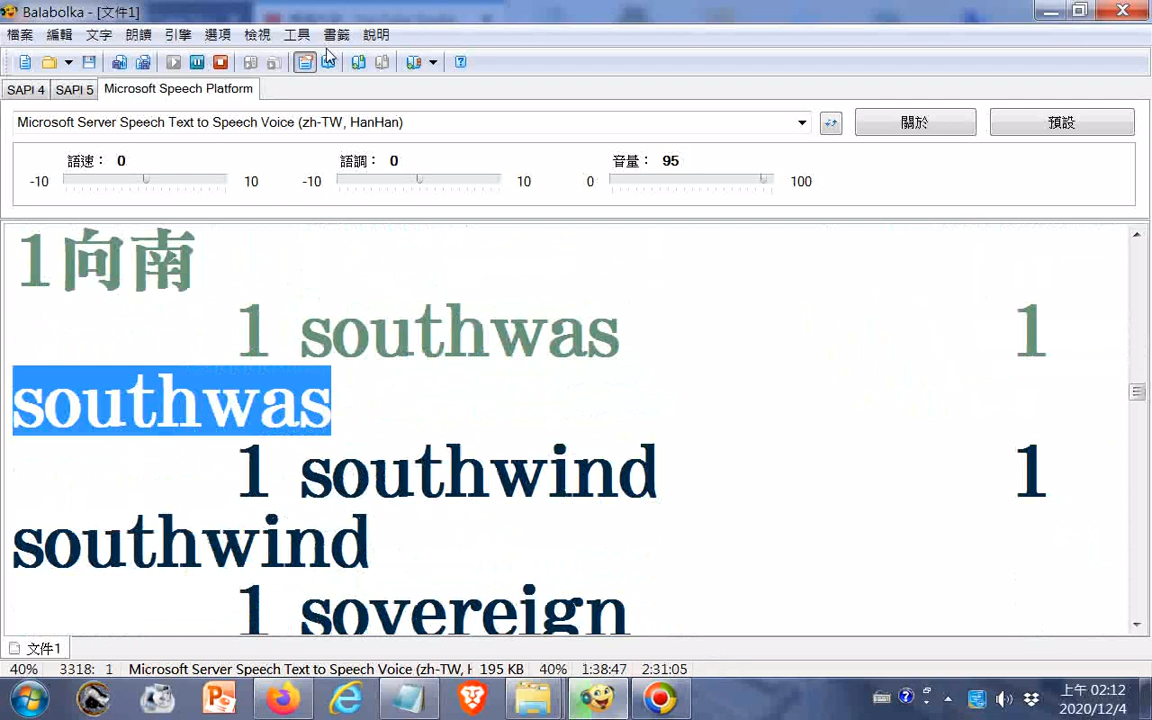 Balabolka - [文件1]
檔案 編輯 文字 朗讀 引擎 選項 檢視 工具 書籤 說明
SAPI 4 SAPI 5 Microsoft Speech Platform
Microsoft Server Speech Text to Speech Voice (zh-TW, HanHan) 關於 預設
語速： 0 語調： 0 音量： 95
-10 10 -10 10 0 100
1向南
1 southwas 1
southwas
1 southwind 1
southwind
1 sovereign
文件1
40% 3318: 1 Microsoft Server Speech Text to Speech Voice (zh-TW, H 195 KB 40% 1:38:47 2:31:05
上午 02:12
2020/12/4